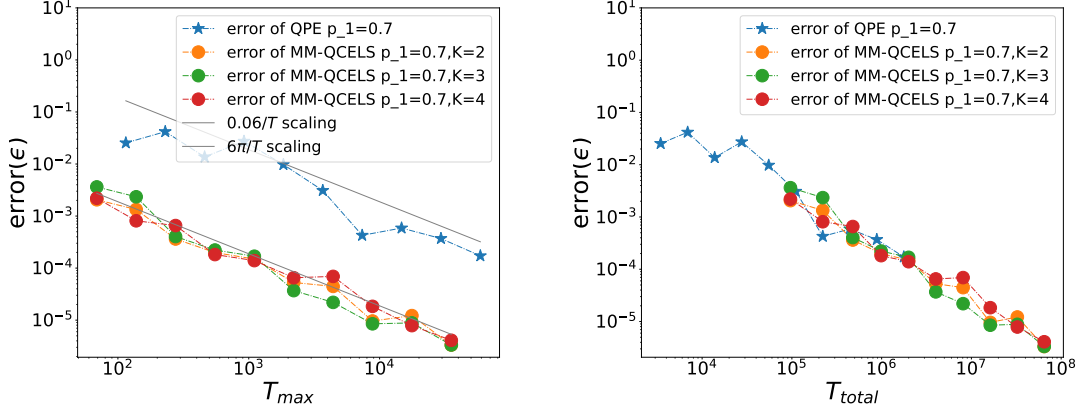 10^1
10^0
10^-1
10^-2
10^-3
10^-4
10^-5
error(ϵ)
10^2
10^3
10^4
T_max
error of QPE p_1=0.7
error of MM-QCELS p_1=0.7,K=2
error of MM-QCELS p_1=0.7,K=3
error of MM-QCELS p_1=0.7,K=4
0.06/T scaling
6π/T scaling
10^1
10^0
10^-1
10^-2
10^-3
10^-4
10^-5
error(ϵ)
10^4
10^5
10^6
10^7
10^8
T_total
error of QPE p_1=0.7
error of MM-QCELS p_1=0.7,K=2
error of MM-QCELS p_1=0.7,K=3
error of MM-QCELS p_1=0.7,K=4